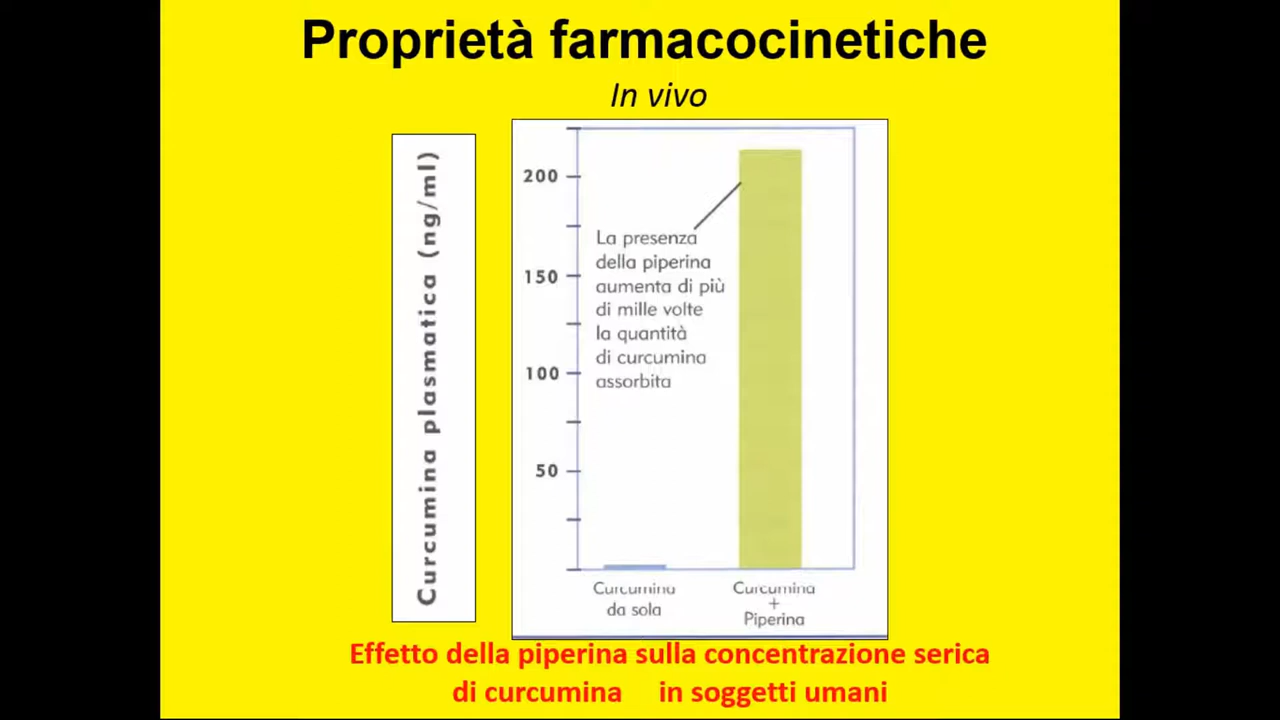 Proprietà farmacocinetiche
In vivo
Curcumina plasmatica (ng/ml)
200
150
100
50
La presenza
della piperina
aumenta di più
di mille volte
la quantità
di curcumina
assorbita
Curcumina
da sola
Curcumina
+
Piperina
Effetto della piperina sulla concentrazione serica
di curcumina in soggetti umani